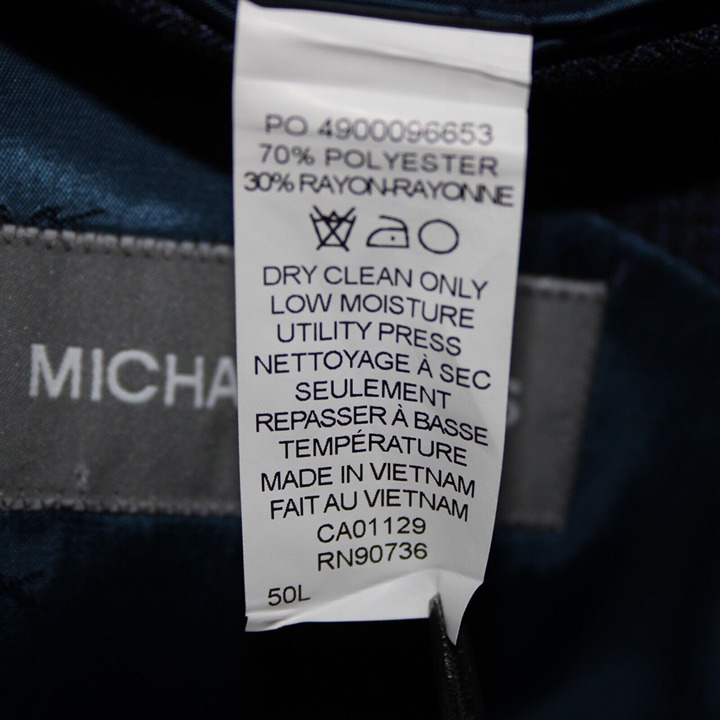 PO 4900096653
70% POLYESTER
30% RAYON-RAYONNE
DRY CLEAN ONLY
LOW MOISTURE
UTILITY PRESS
NETTOYAGE À SEC
SEULEMENT
REPASSER À BASSE
TEMPÉRATURE
MADE IN VIETNAM
FAIT AU VIETNAM
CA01129
RN90736
50L